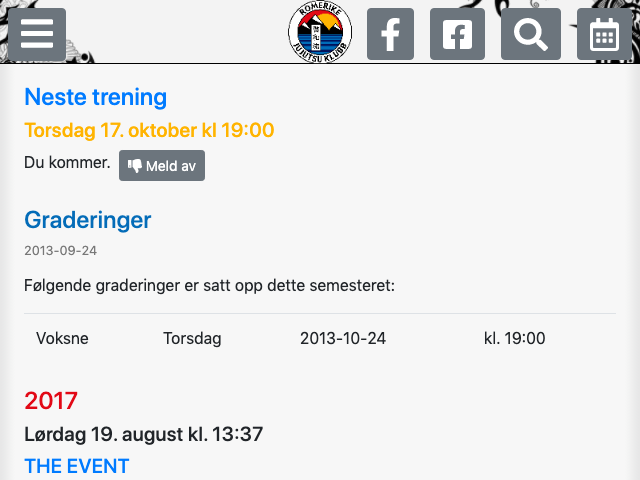 ROMERIKE
JUJUTSU KLUBB
Neste trening
Torsdag 17. oktober kl 19:00
Du kommer. Meld av
Graderinger
2013-09-24
Følgende graderinger er satt opp dette semesteret:
Voksne Torsdag 2013-10-24 kl. 19:00
2017
Lørdag 19. august kl. 13:37
THE EVENT